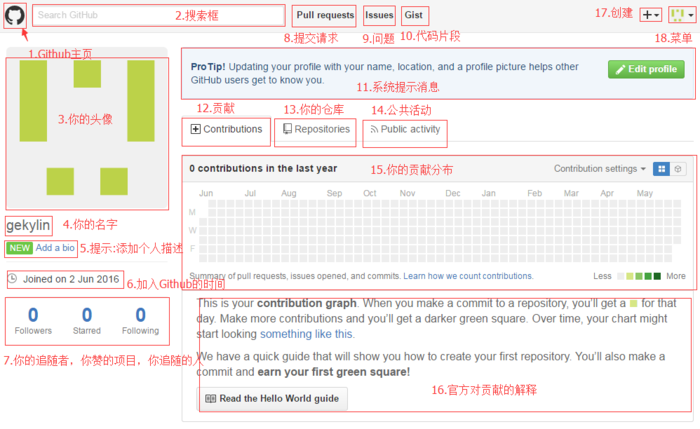 Search GitHub
2.搜索框
Pull requests
Issues
Gist
17.创建
8.提交请求
9.问题
10.代码片段
18.菜单
1.Github主页
ProTip! Updating your profile with your name, location, and a profile picture helps other
GitHub users get to know you.
Edit profile
11.系统提示消息
3.你的头像
12.贡献
13.你的仓库
14.公共活动
Contributions
Repositories
Public activity
0 contributions in the last year
15.你的贡献分布
Contribution settings
Jun Jul Aug Sep Oct Nov Dec Jan Feb Mar Apr May
M
W
F
Summary of pull requests, issues opened, and commits. Learn how we count contributions.
Less
More
gekylin
4.你的名字
NEW Add a bio
5.提示:添加个人描述
Joined on 2 Jun 2016
6.加入Github的时间
0 0 0
Followers Starred Following
7.你的追随者，你赞的项目，你追随的人
This is your contribution graph. When you make a commit to a repository, you'll get a for that
day. Make more contributions and you'll get a darker green square. Over time, your chart might
start looking something like this.
We have a quick guide that will show you how to create your first repository. You'll also make a
commit and earn your first green square!
16.官方对贡献的解释
Read the Hello World guide